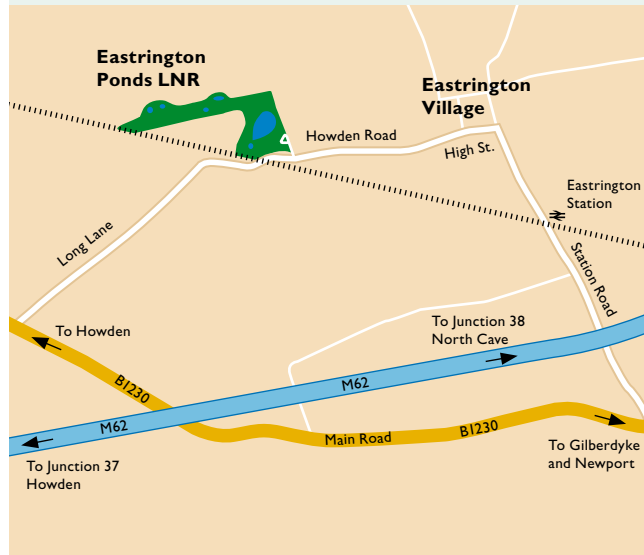 Eastrington
Ponds LNR
Eastrington
Village
Howden Road
High St.
Eastrington
Station
Long Lane
Station Road
To Junction 38
North Cave
To Howden
B1230
M62
M62
Main Road
B1230
To Gilberdyke
and Newport
To Junction 37
Howden